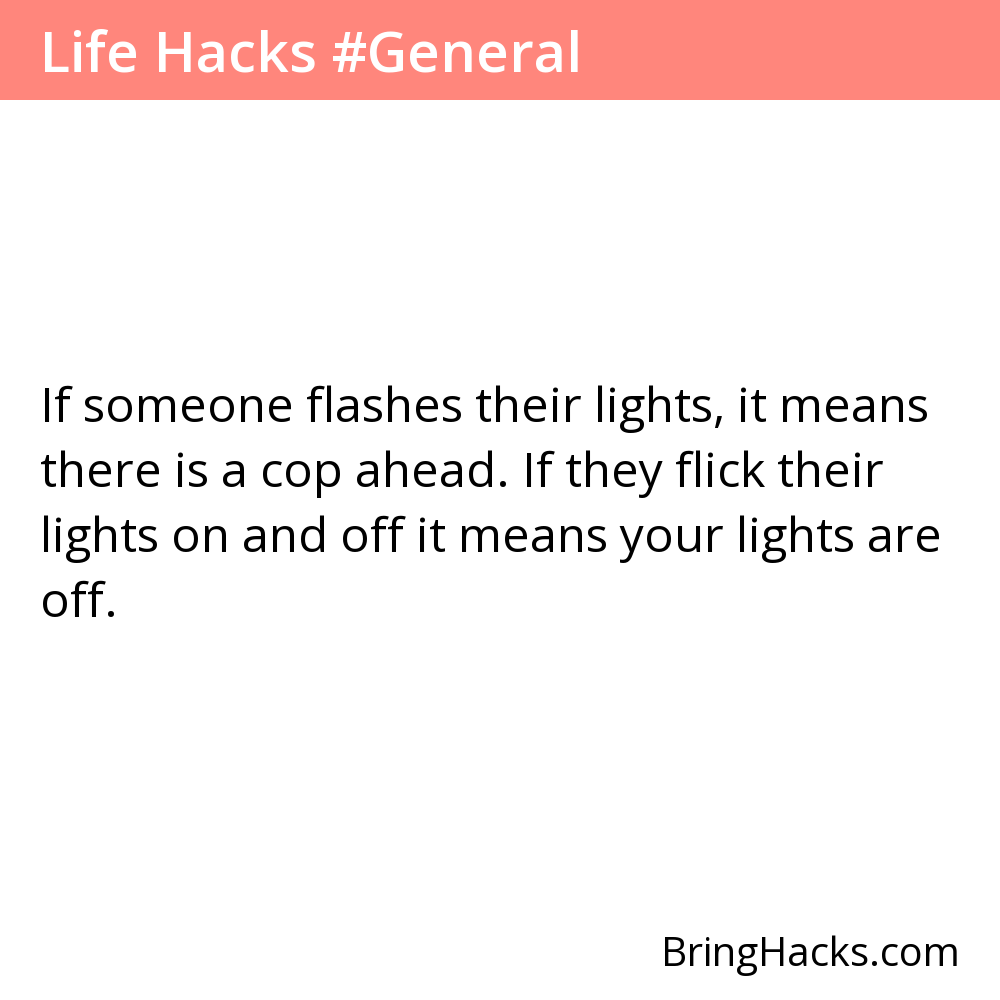 Life Hacks #General
If someone flashes their lights, it means
there is a cop ahead. If they flick their
lights on and off it means your lights are
off.
BringHacks.com